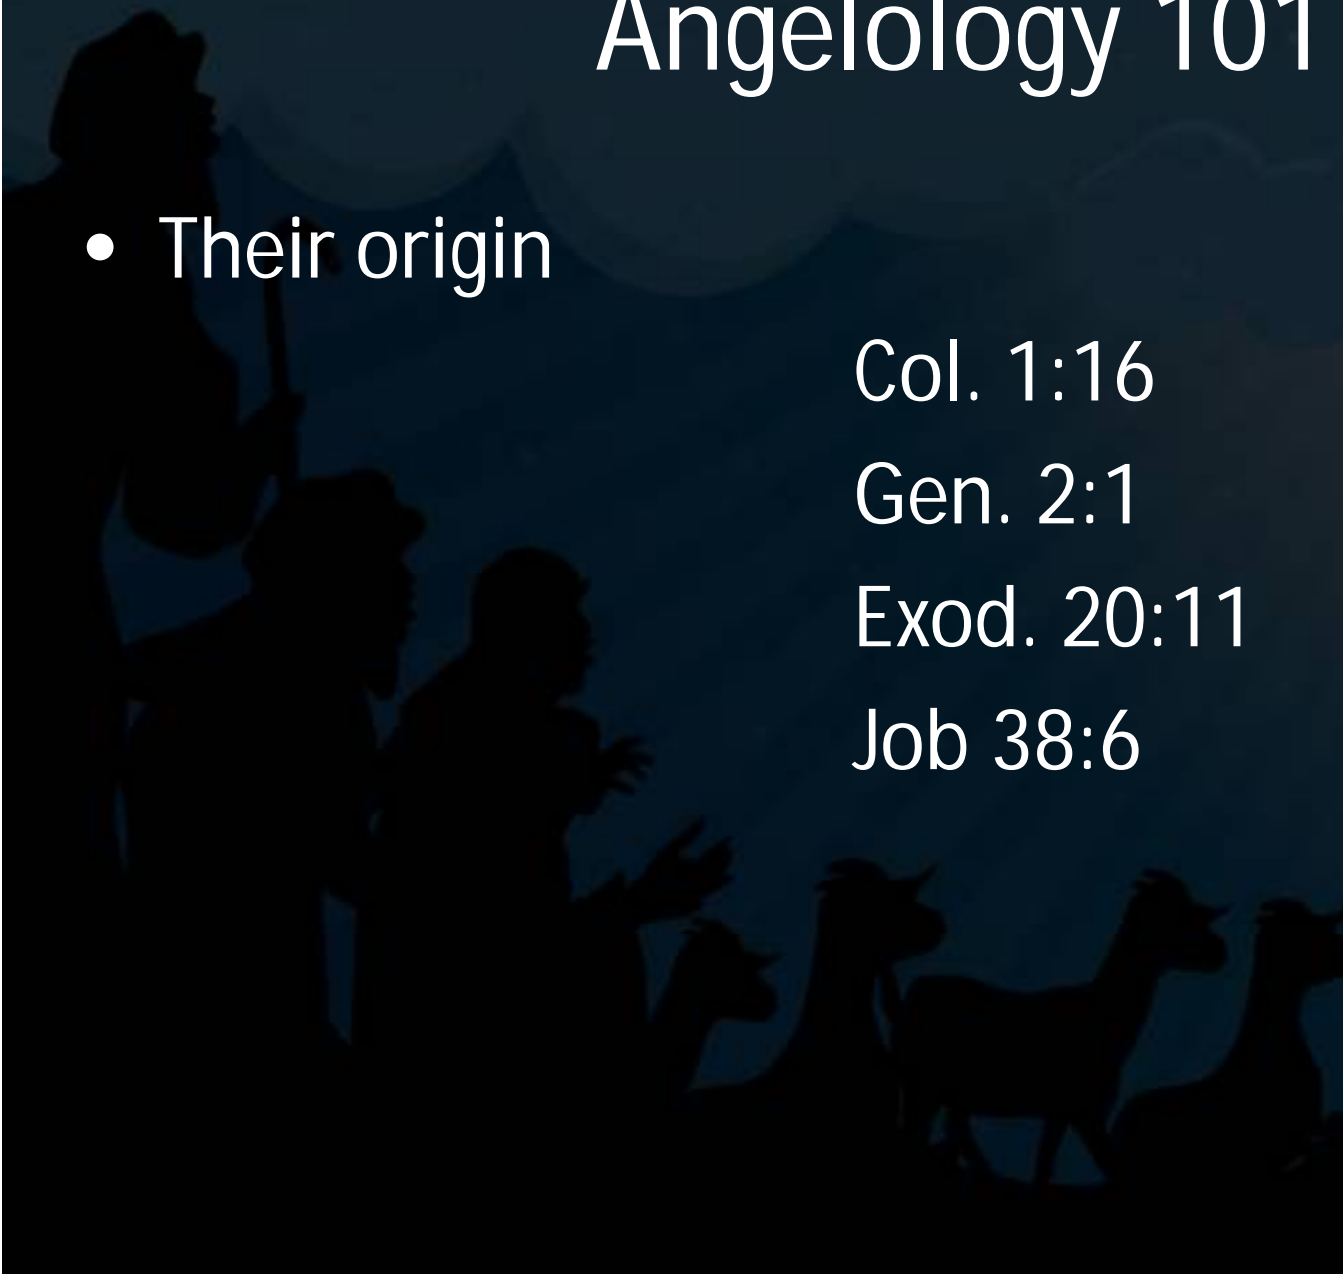 Angelology 101
• Their origin
Col. 1:16
Gen. 2:1
Exod. 20:11
Job 38:6